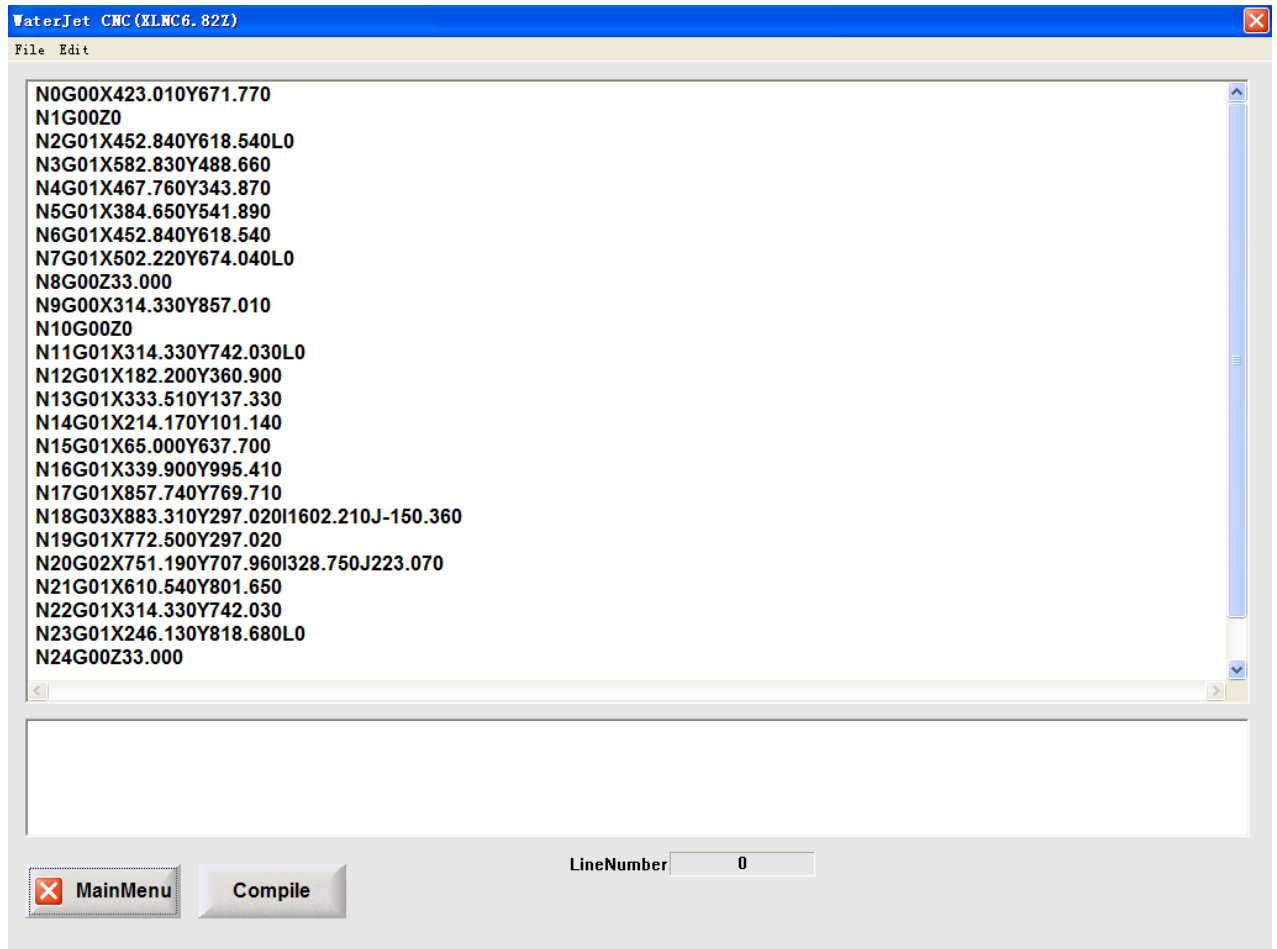 WaterJet CNC(XLNC6.82Z)
File Edit
N0G00X423.010Y671.770
N1G00Z0
N2G01X452.840Y618.540L0
N3G01X582.830Y488.660
N4G01X467.760Y343.870
N5G01X384.650Y541.890
N6G01X452.840Y618.540
N7G01X502.220Y674.040L0
N8G00Z33.000
N9G00X314.330Y857.010
N10G00Z0
N11G01X314.330Y742.030L0
N12G01X182.200Y360.900
N13G01X333.510Y137.330
N14G01X214.170Y101.140
N15G01X65.000Y637.700
N16G01X339.900Y995.410
N17G01X857.740Y769.710
N18G03X883.310Y297.020I1602.210J-150.360
N19G01X772.500Y297.020
N20G02X751.190Y707.960I328.750J223.070
N21G01X610.540Y801.650
N22G01X314.330Y742.030
N23G01X246.130Y818.680L0
N24G00Z33.000
LineNumber 0
MainMenu Compile